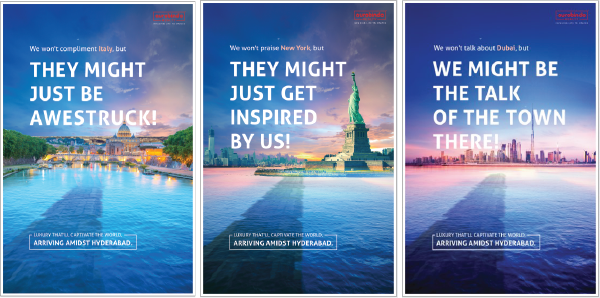 We won't compliment Italy, but
THEY MIGHT
JUST BE
AWESTRUCK!
LUXURY THAT'LL CAPTIVATE THE WORLD.
ARRIVING AMIDST HYDERABAD.
We won't praise New York, but
THEY MIGHT
JUST GET
INSPIRED
BY US!
LUXURY THAT'LL CAPTIVATE THE WORLD.
ARRIVING AMIDST HYDERABAD.
We won't talk about Dubai, but
WE MIGHT BE
THE TALK
OF THE TOWN
THERE!
LUXURY THAT'LL CAPTIVATE THE WORLD.
ARRIVING AMIDST HYDERABAD.